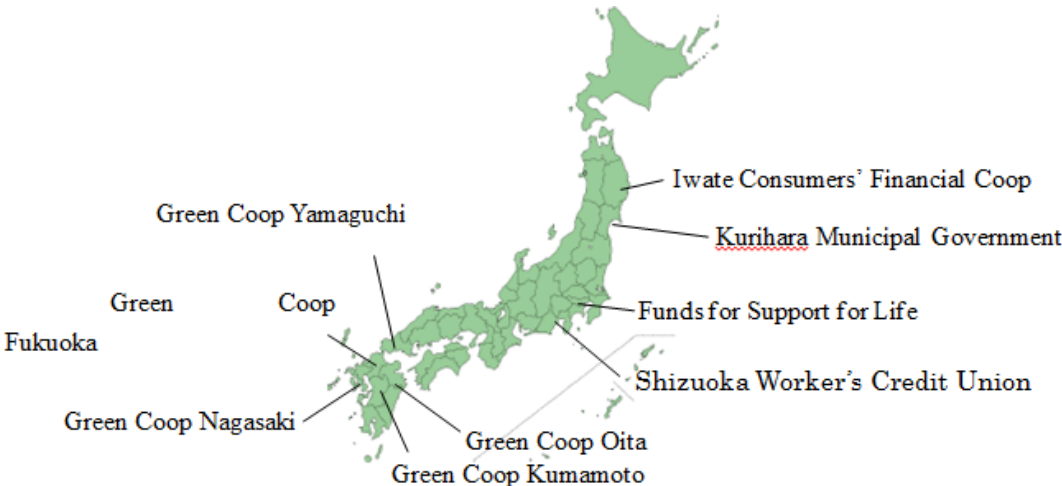 Iwate Consumers’ Financial Coop
Green Coop Yamaguchi
Kurihara Municipal Government
Green Coop
Fukuoka
Funds for Support for Life
Shizuoka Worker’s Credit Union
Green Coop Nagasaki
Green Coop Oita
Green Coop Kumamoto